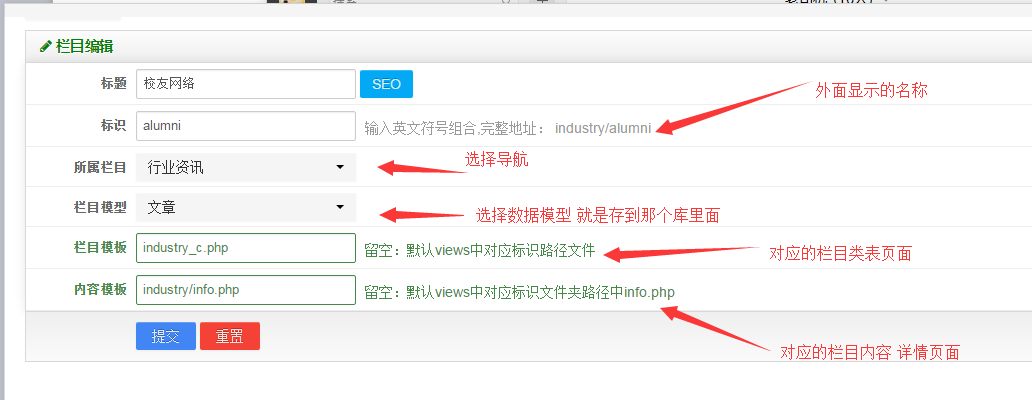 栏目编辑
标题 校友网络 SEO
外面显示的名称
标识 alumni 输入英文符号组合,完整地址： industry/alumni
选择导航
所属栏目 行业资讯
栏目模型 文章 选择数据模型 就是存到那个库里面
栏目模板 industry_c.php 留空：默认views中对应标识路径文件 对应的栏目类表页面
内容模板 industry/info.php 留空：默认views中对应标识文件夹路径中info.php
提交 重置
对应的栏目内容 详情页面